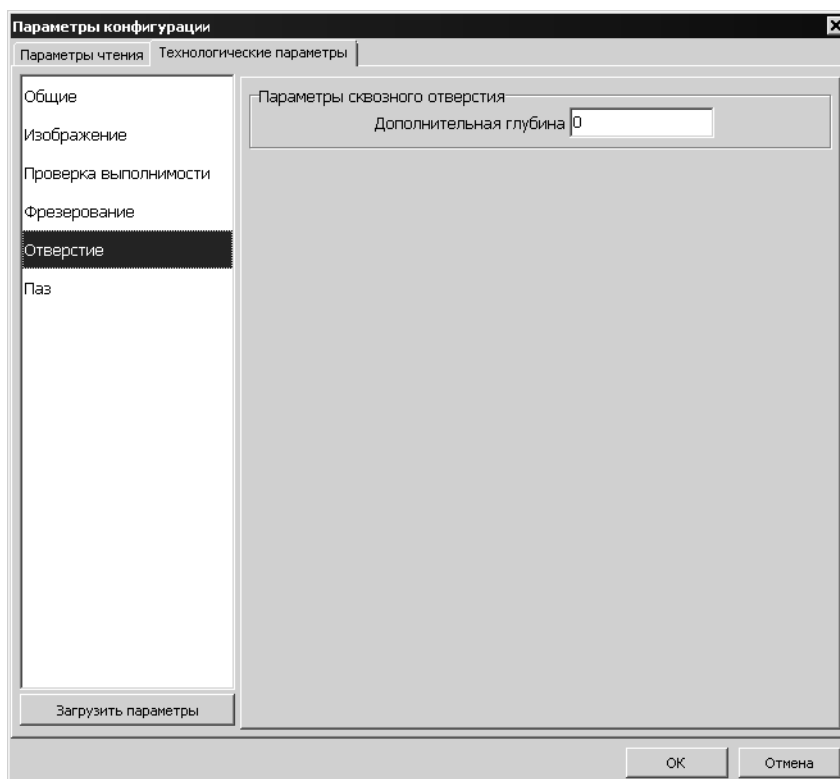 Параметры конфигурации
Параметры чтения Технологические параметры
Общие
Изображение
Проверка выполнимости
Фрезерование
Отверстие
Паз
Параметры сквозного отверстия
Дополнительная глубина 0
Загрузить параметры
OK Отмена